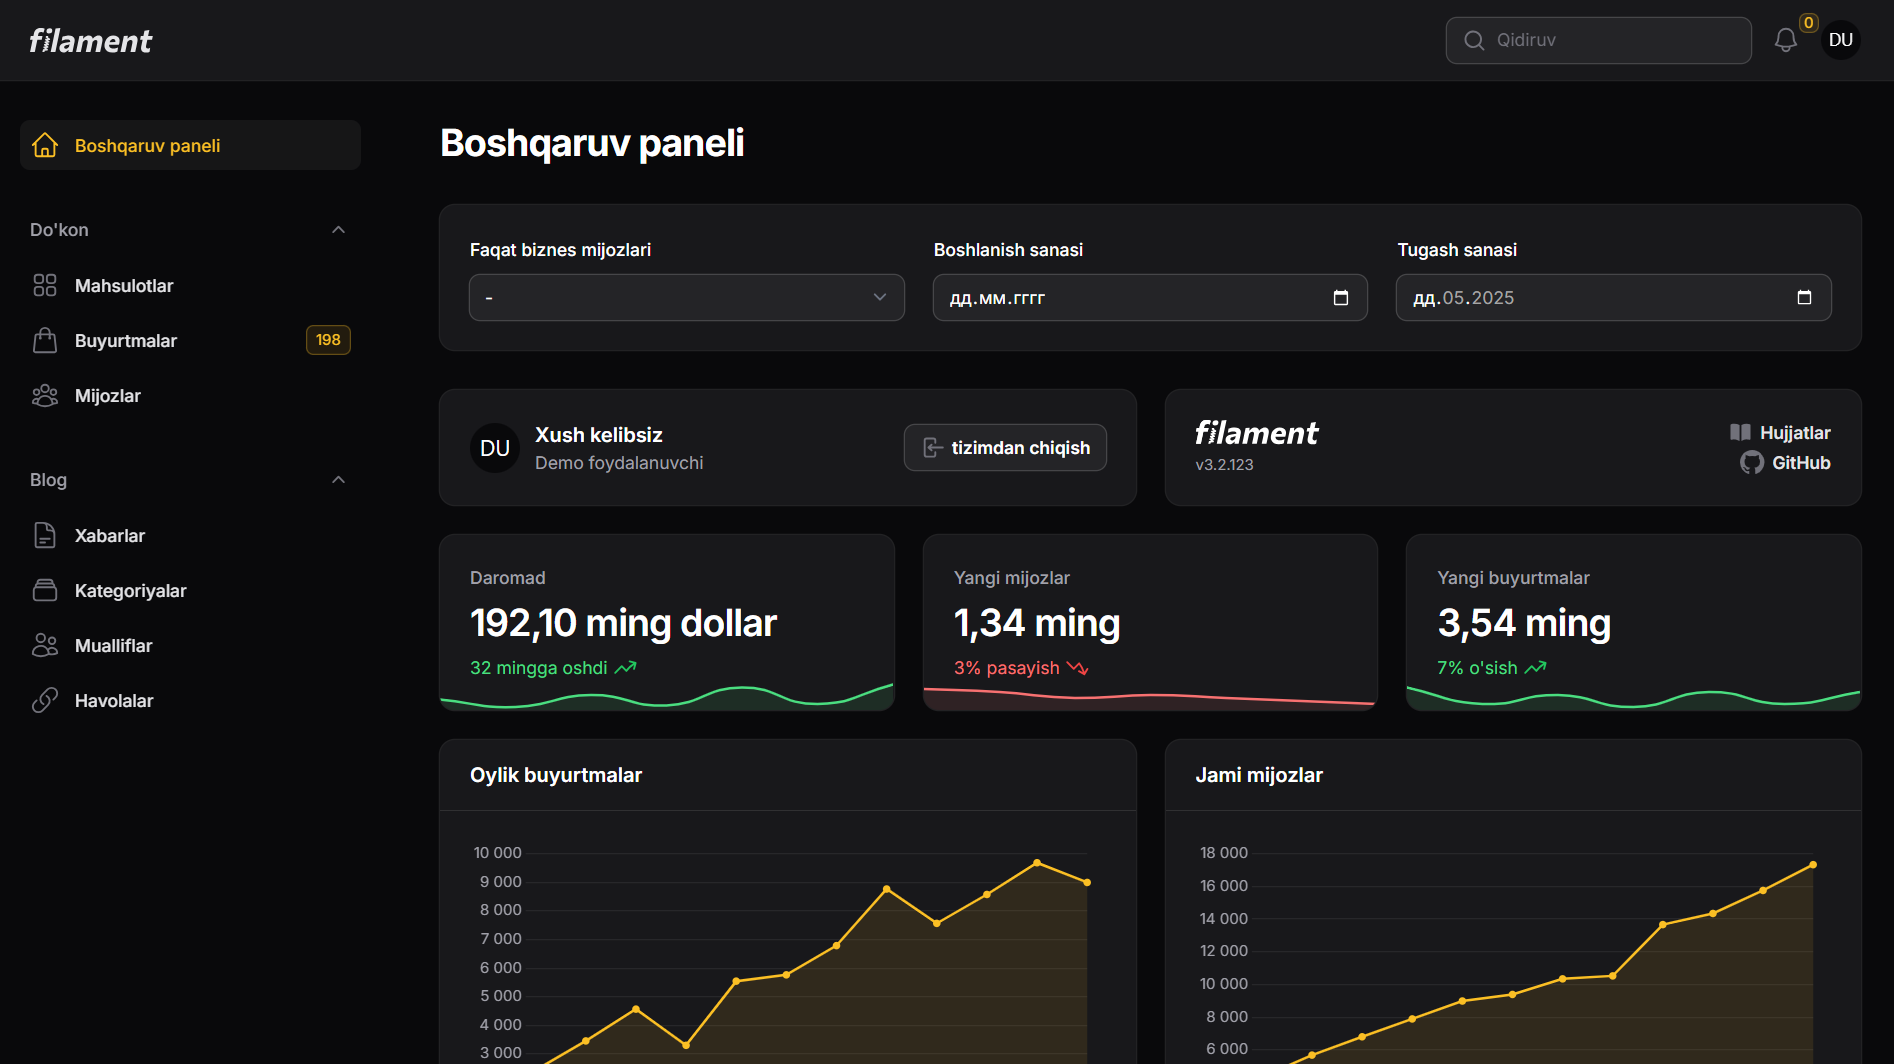 filament
Qidiruv
0
DU
Boshqaruv paneli
Do'kon
Mahsulotlar
Buyurtmalar
198
Mijozlar
Blog
Xabarlar
Kategoriyalar
Mualliflar
Havolalar
Boshqaruv paneli
Faqat biznes mijozlari
-
Boshlanish sanasi
дд.мм.гггг
Tugash sanasi
дд.05.2025
DU
Xush kelibsiz
Demo foydalanuvchi
tizimdan chiqish
filament
v3.2.123
Hujjatlar
GitHub
Daromad
192,10 ming dollar
32 mingga oshdi
Yangi mijozlar
1,34 ming
3% pasayish
Yangi buyurtmalar
3,54 ming
7% o'sish
Oylik buyurtmalar
10 000
9 000
8 000
7 000
6 000
5 000
4 000
3 000
Jami mijozlar
18 000
16 000
14 000
12 000
10 000
8 000
6 000